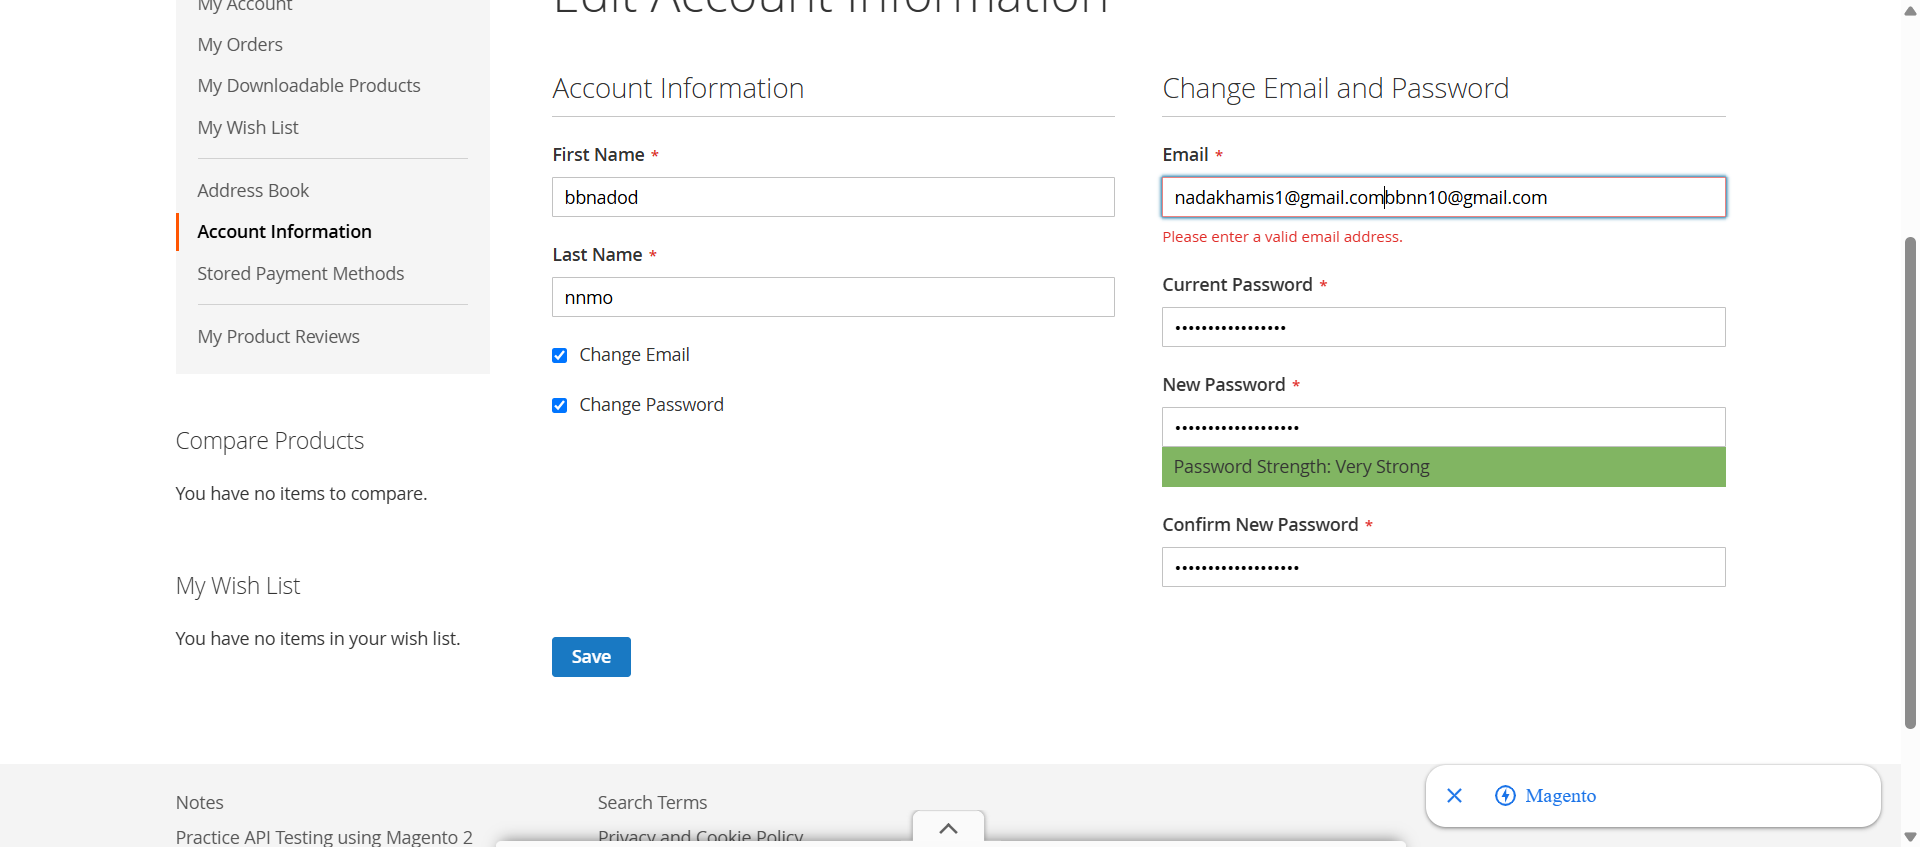 My Account
My Orders
My Downloadable Products
My Wish List
Address Book
Account Information
Stored Payment Methods
My Product Reviews
Compare Products
You have no items to compare.
My Wish List
You have no items in your wish list.
Edit Account Information
Account Information
First Name *
bbnadod
Last Name *
nnmo
Change Email
Change Password
Change Email and Password
Email *
nadakhamis1@gmail.combbnn10@gmail.com
Please enter a valid email address.
Current Password *
•••••••••••••••••
New Password *
•••••••••••••••••••
Password Strength: Very Strong
Confirm New Password *
•••••••••••••••••••
Save
Notes
Practice API Testing using Magento 2
Search Terms
Privacy and Cookie Policy
Magento